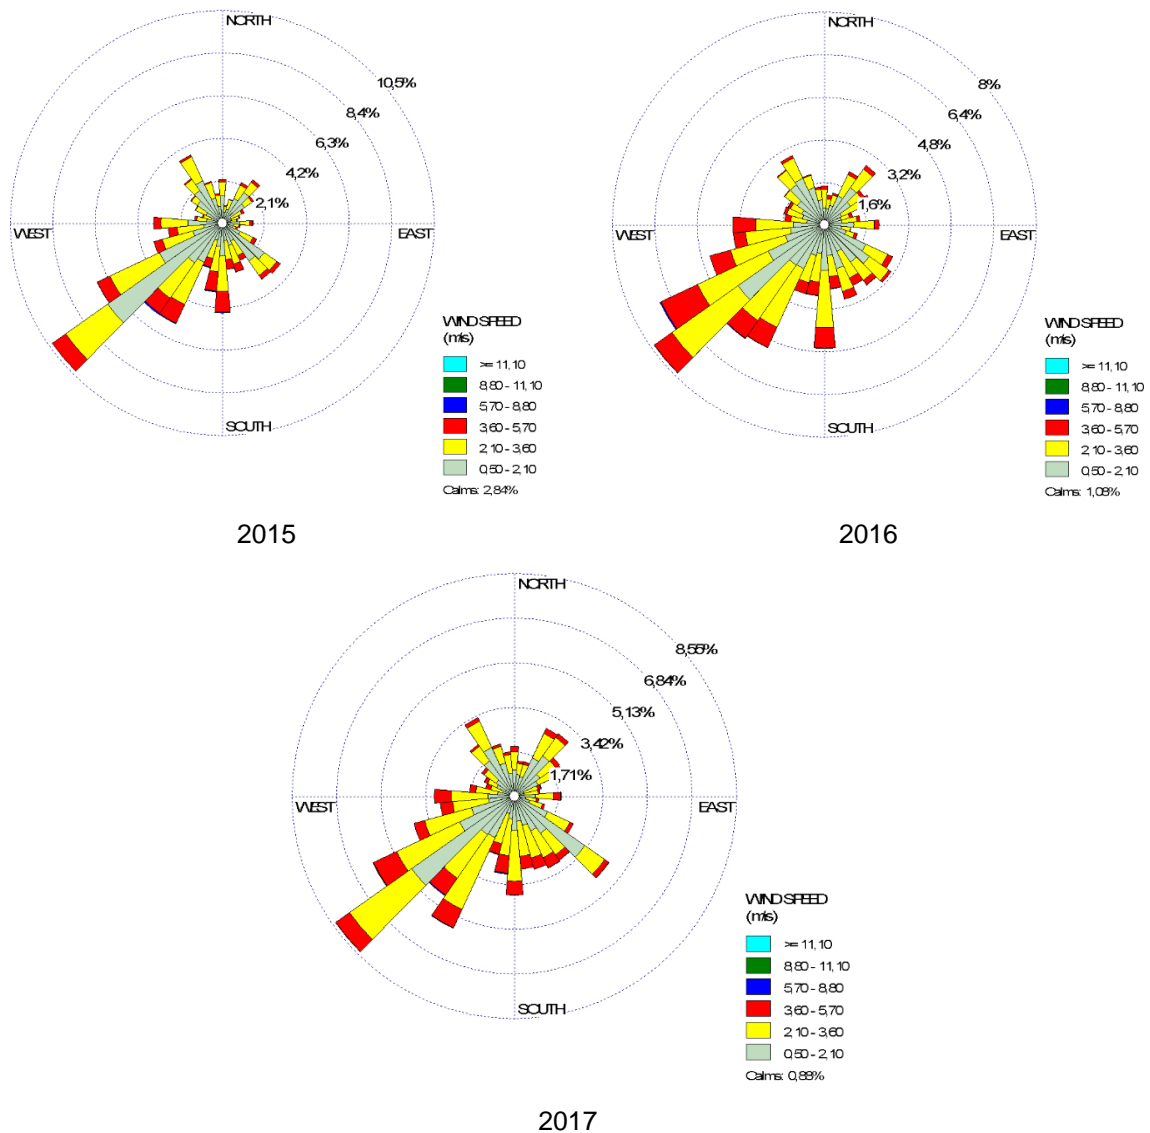 NORTH
10,5%
8,4%
6,3%
4,2%
2,1%
WEST
EAST
SOUTH
WIND SPEED
(m/s)
>= 11,10
8,80 - 11,10
5,70 - 8,80
3,60 - 5,70
2,10 - 3,60
0,50 - 2,10
Calms: 2,84%
2015
NORTH
8%
6,4%
4,8%
3,2%
1,6%
WEST
EAST
SOUTH
WIND SPEED
(m/s)
>= 11,10
8,80 - 11,10
5,70 - 8,80
3,60 - 5,70
2,10 - 3,60
0,50 - 2,10
Calms: 1,08%
2016
NORTH
8,55%
6,84%
5,13%
3,42%
1,71%
WEST
EAST
SOUTH
WIND SPEED
(m/s)
>= 11,10
8,80 - 11,10
5,70 - 8,80
3,60 - 5,70
2,10 - 3,60
0,50 - 2,10
Calms: 0,88%
2017